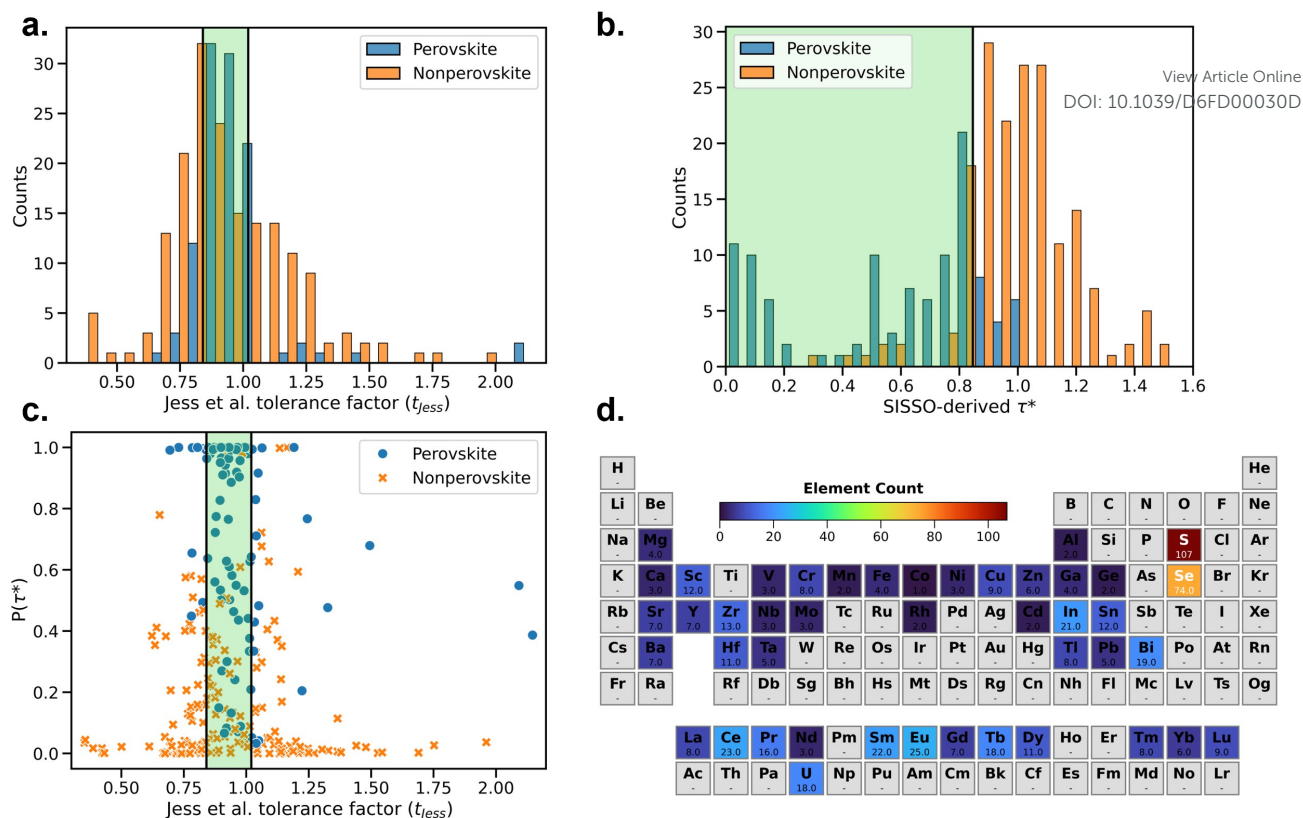 a.
Perovskite
Nonperovskite
30
25
20
15
10
5
0
Counts
0.50 0.75 1.00 1.25 1.50 1.75 2.00
Jess et al. tolerance factor (tJess)
b.
Perovskite
Nonperovskite
30
25
20
15
10
5
0
Counts
0.0 0.2 0.4 0.6 0.8 1.0 1.2 1.4 1.6
SISSO-derived τ*
View Article Online
DOI: 10.1039/D6FD00030D
c.
Perovskite
Nonperovskite
1.0
0.8
0.6
0.4
0.2
0.0
P(τ*)
0.50 0.75 1.00 1.25 1.50 1.75 2.00
Jess et al. tolerance factor (tJess)
d.
Element Count
0 20 40 60 80 100
H He
- -
Li Be B C N O F Ne
- - - - - - - -
Na Mg Al Si P S Cl Ar
- 4.0 2.0 - - 107 - -
K Ca Sc Ti V Cr Mn Fe Co Ni Cu Zn Ga Ge As Se Br Kr
- 3.0 12.0 - 3.0 8.0 2.0 4.0 1.0 3.0 9.0 6.0 4.0 2.0 - 74.0 - -
Rb Sr Y Zr Nb Mo Tc Ru Rh Pd Ag Cd In Sn Sb Te I Xe
- 7.0 7.0 13.0 3.0 3.0 - - 2.0 - - 2.0 21.0 12.0 - - - -
Cs Ba Hf Ta W Re Os Ir Pt Au Hg Tl Pb Bi Po At Rn
- 7.0 11.0 5.0 - - - - - - - 8.0 5.0 19.0 - - -
Fr Ra Rf Db Sg Bh Hs Mt Ds Rg Cn Nh Fl Mc Lv Ts Og
- - - - - - - - - - - - - - - - -
La Ce Pr Nd Pm Sm Eu Gd Tb Dy Ho Er Tm Yb Lu
8.0 23.0 16.0 3.0 - 22.0 25.0 7.0 18.0 11.0 - - 8.0 6.0 9.0
Ac Th Pa U Np Pu Am Cm Bk Cf Es Fm Md No Lr
- - - 18.0 - - - - - - - - - - -